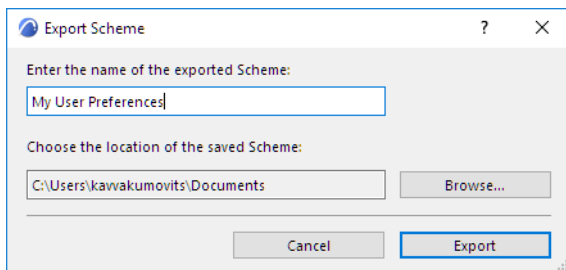 Export Scheme
Enter the name of the exported Scheme:
My User Preferences
Choose the location of the saved Scheme:
C:\Users\kavvakumovits\Documents
Browse...
Cancel
Export